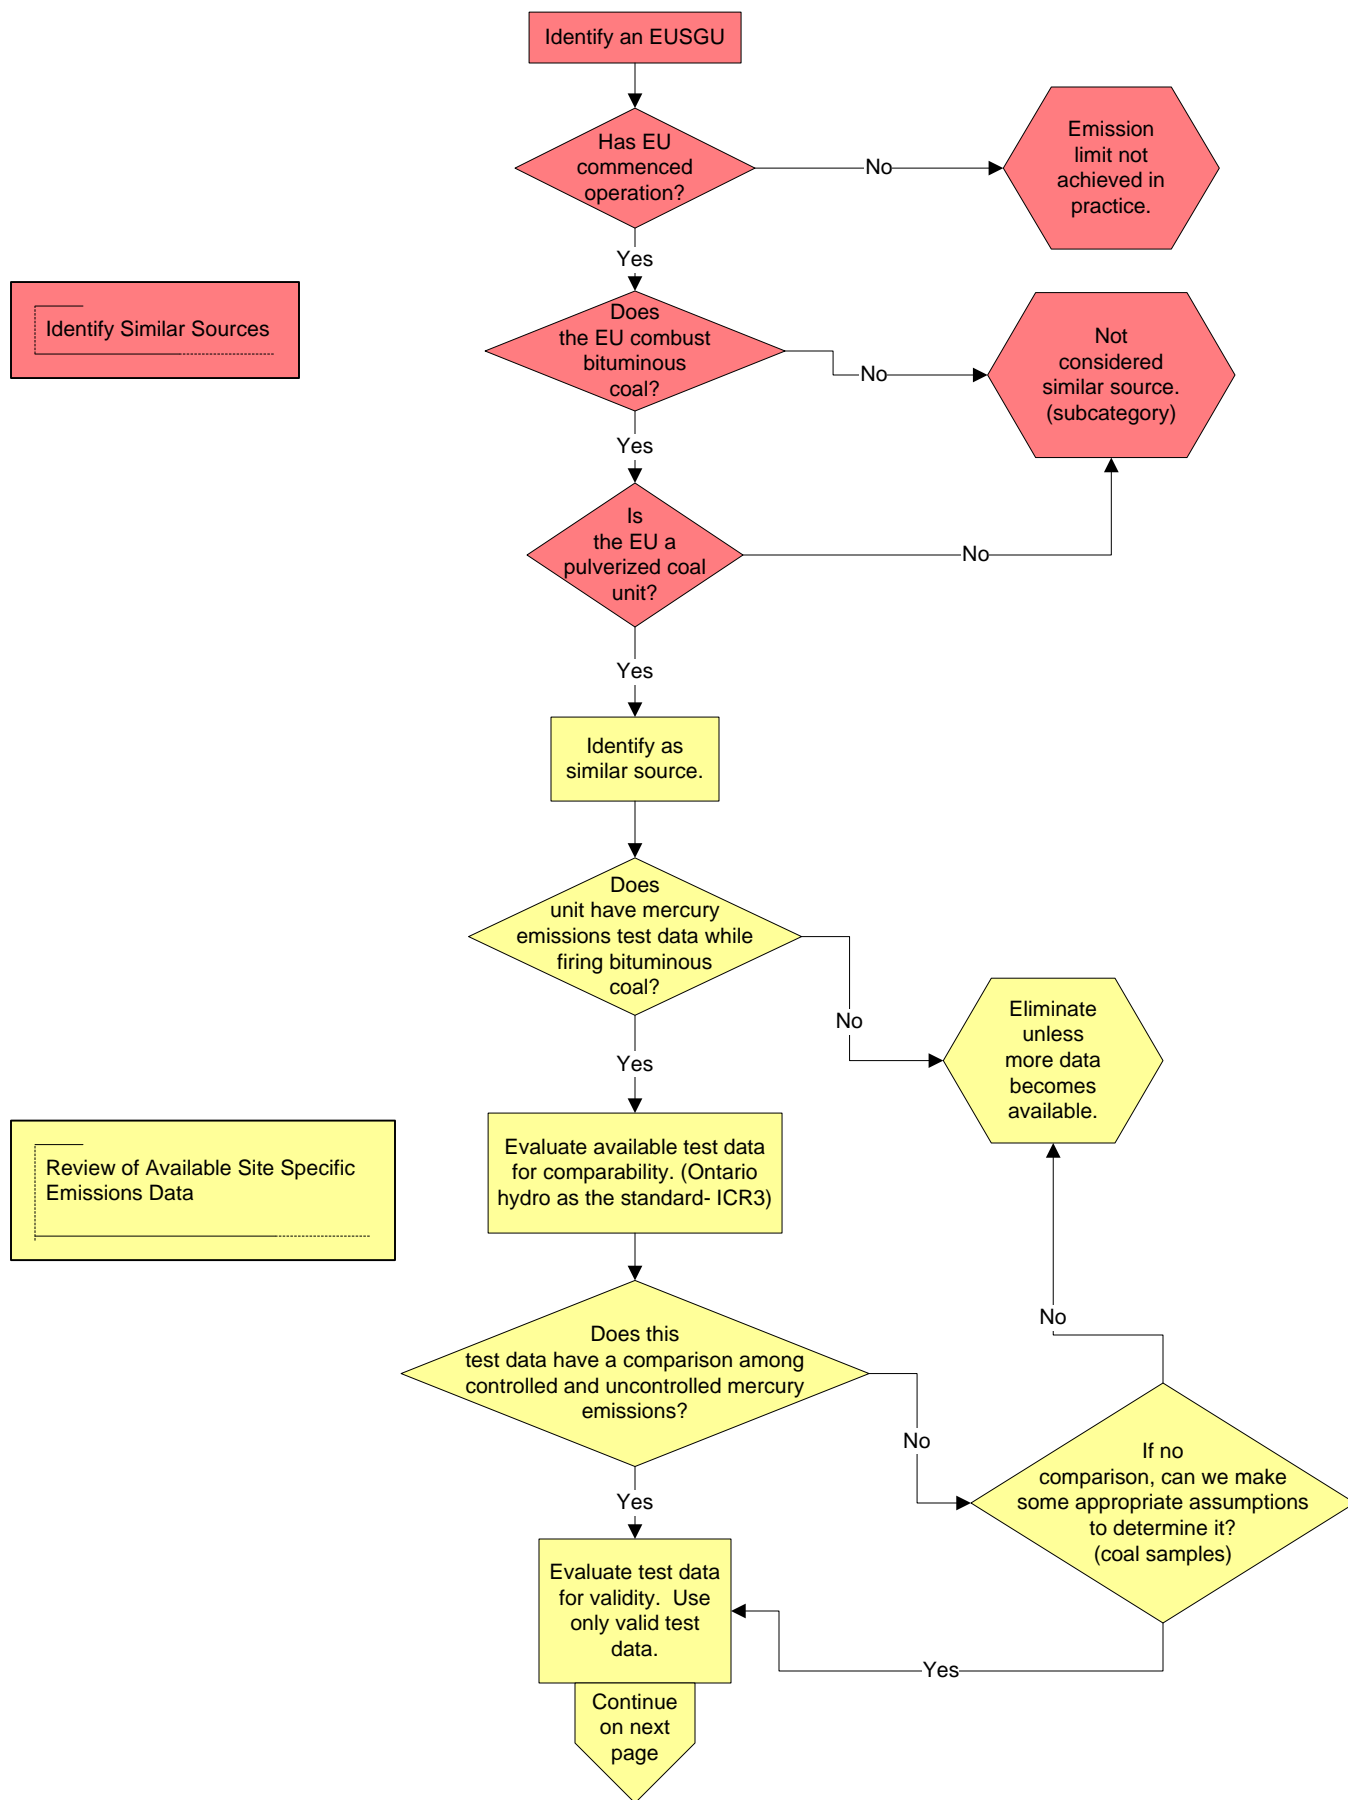 Identify an EUSGU
Has EU
commenced
operation?
No
Emission
limit not
achieved in
practice.
Yes
Identify Similar Sources
Does
the EU combust
bituminous
coal?
No
Not
considered
similar source.
(subcategory)
Yes
Is
the EU a
pulverized coal
unit?
No
Yes
Identify as
similar source.
Does
unit have mercury
emissions test data while
firing bituminous
coal?
No
Eliminate
unless
more data
becomes
available.
Yes
Review of Available Site Specific
Emissions Data
Evaluate available test data
for comparability. (Ontario
hydro as the standard- ICR3)
Does this
test data have a comparison among
controlled and uncontrolled mercury
emissions?
No
No
If no
comparison, can we make
some appropriate assumptions
to determine it?
(coal samples)
Yes
Evaluate test data
for validity.  Use
only valid test
data.
Yes
Continue
on next
page